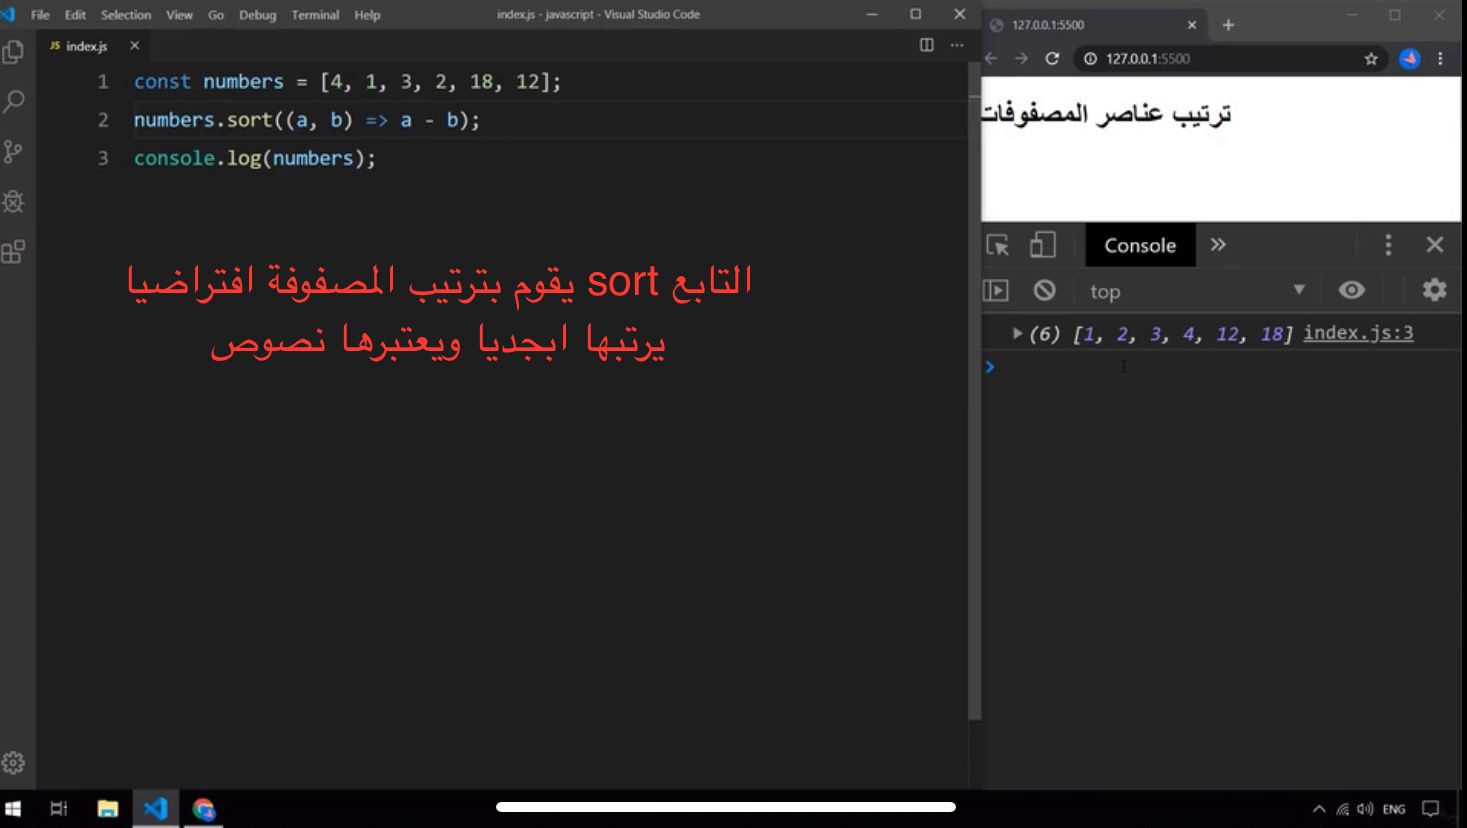 File Edit Selection View Go Debug Terminal Help
index.js - javascript - Visual Studio Code
JS index.js
1 const numbers = [4, 1, 3, 2, 18, 12];
2 numbers.sort((a, b) => a - b);
3 console.log(numbers);
التابع sort يقوم بترتيب المصفوفة افتراضيا
يرتبها ابجديا ويعتبرها نصوص
127.0.0.1:5500
127.0.0.1:5500
ترتيب عناصر المصفوفات
Console
top
(6) [1, 2, 3, 4, 12, 18] index.js:3
ENG